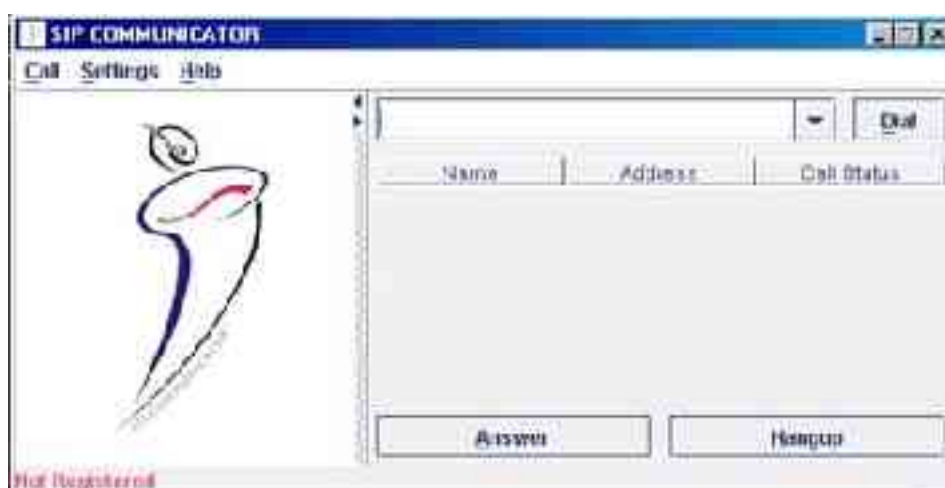 SIP COMMUNICATOR
Call Settings Help
Dial
Name Address Call Status
Answer Hangup
Not Registered